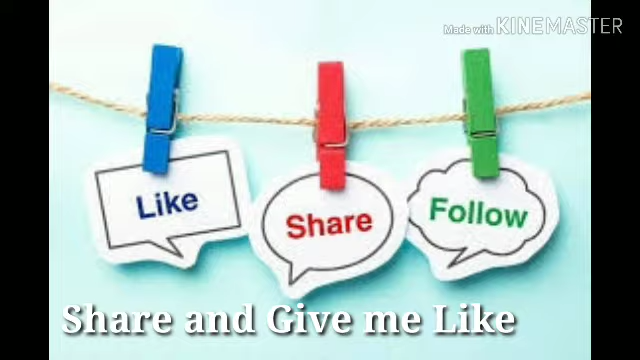 Made with KINEMASTER
Like
Share
Follow
Share and Give me Like